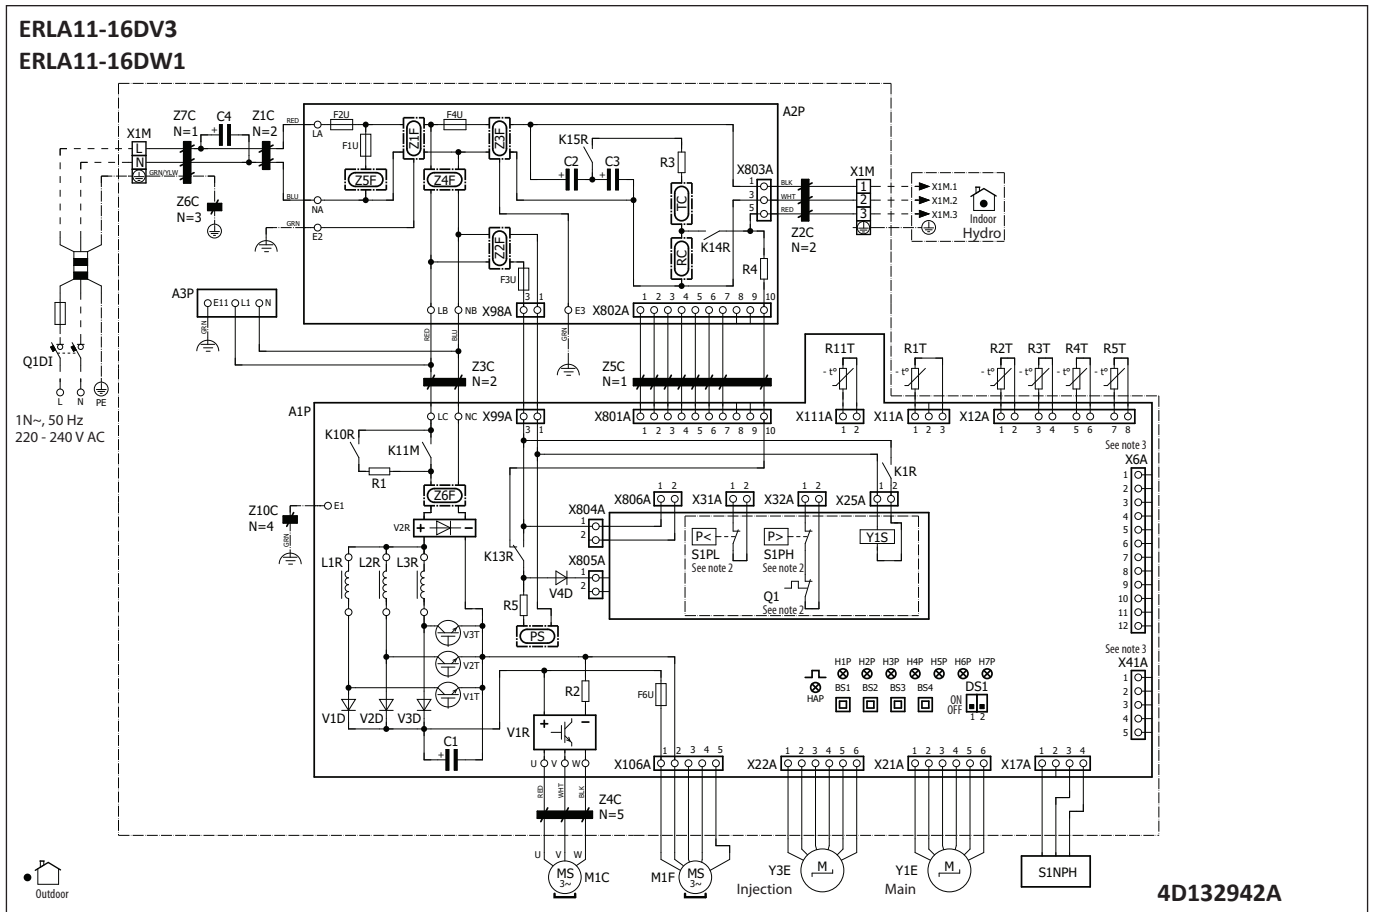 ERLA11-16DV3
ERLA11-16DW1
Z7C C4 Z1C
N=1 + N=2
X1M RED LA F2U F1U Z1F F4U Z3F A2P
L
N
GRN/YLW
Z6C
N=3
BLU NA Z5F Z4F
GRN E2
K15R C2 + C3 + R3 TC RC K14R R4
X803A
1 BLK
3 WHT
5 RED
Z2C
N=2
X1M
1 X1M.1
2 X1M.2
3 X1M.3
Indoor
Hydro
Z2F F3U
A3P E11 L1 N
GRN
LB NB X98A 3 1 E3 X802A 1 2 3 4 5 6 7 8 9 10
RED BLU GRN
Q1DI
L N PE
1N~, 50 Hz
220 - 240 V AC
Z3C
N=2
Z5C
N=1
R11T R1T R2T R3T R4T R5T
- t° - t° - t° - t° - t° - t°
A1P LC NC X99A 3 1 X801A 1 2 3 4 5 6 7 8 9 10
X111A 1 2 X11A 1 2 3 X12A 1 2 3 4 5 6 7 8
K10R K11M
R1
Z6F
V2R + -
Z10C
N=4
E1
GRN
K1R
See note 3
X6A
1
2
3
4
5
6
7
8
9
10
11
12
X806A 1 2 X31A 1 2 X32A 1 2 X25A 1 2
X804A
1
2
P< S1PL
See note 2
P> S1PH
See note 2
Y1S
Q1
See note 2
K13R
X805A
1
2
V4D
R5
PS
L1R L2R L3R
V3T
V2T
V1T
V1D V2D V3D
C1 +
R2
V1R + -
U V W
F6U
H1P H2P H3P H4P H5P H6P H7P
HAP BS1 BS2 BS3 BS4 DS1
ON
OFF
1 2
See note 3
X41A
1
2
3
4
5
X106A 1 2 3 4 5 X22A 1 2 3 4 5 6 X21A 1 2 3 4 5 6 X17A 1 2 3 4
RED WHT BLK
Z4C
N=5
U V W
MS
3~
M1C
M1F
MS
3~
Y3E
Injection
M
Y1E
Main
M
S1NPH
Outdoor
4D132942A